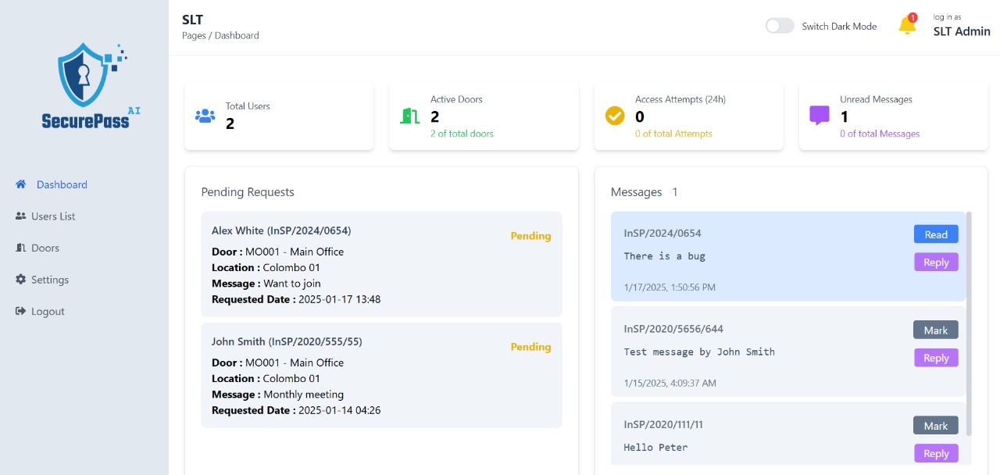 SecurePass AI
Dashboard
Users List
Doors
Settings
Logout
SLT
Pages / Dashboard
Switch Dark Mode
1
log in as
SLT Admin
Total Users
2
Active Doors
2
2 of total doors
Access Attempts (24h)
0
0 of total Attempts
Unread Messages
1
0 of total Messages
Pending Requests
Alex White (InSP/2024/0654)
Pending
Door : MO001 - Main Office
Location : Colombo 01
Message : Want to join
Requested Date : 2025-01-17 13:48
John Smith (InSP/2020/555/55)
Pending
Door : MO001 - Main Office
Location : Colombo 01
Message : Monthly meeting
Requested Date : 2025-01-14 04:26
Messages 1
InSP/2024/0654
Read
There is a bug
Reply
1/17/2025, 1:50:56 PM
InSP/2020/5656/644
Mark
Test message by John Smith
Reply
1/15/2025, 4:09:37 AM
InSP/2020/111/11
Mark
Hello Peter
Reply